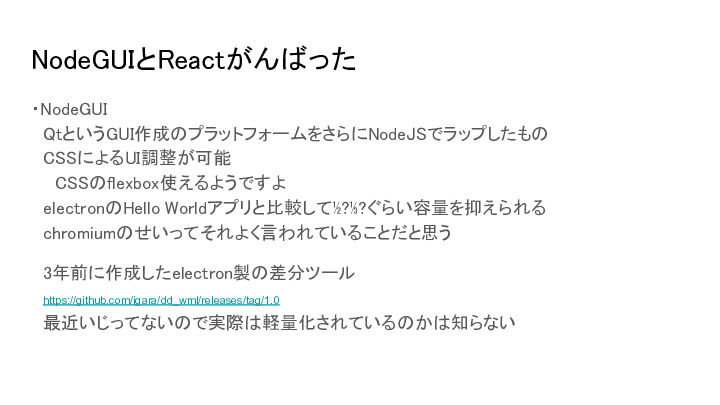 NodeGUIとReactがんばった
・NodeGUI
QtというGUI作成のプラットフォームをさらにNodeJSでラップしたもの
CSSによるUI調整が可能
CSSのflexbox使えるようですよ
electronのHello Worldアプリと比較して½?⅓?ぐらい容量を抑えられる
chromiumのせいってそれよく言われていることだと思う
3年前に作成したelectron製の差分ツール
https://github.com/igara/dd_wml/releases/tag/1.0
最近いじってないので実際は軽量化されているのかは知らない